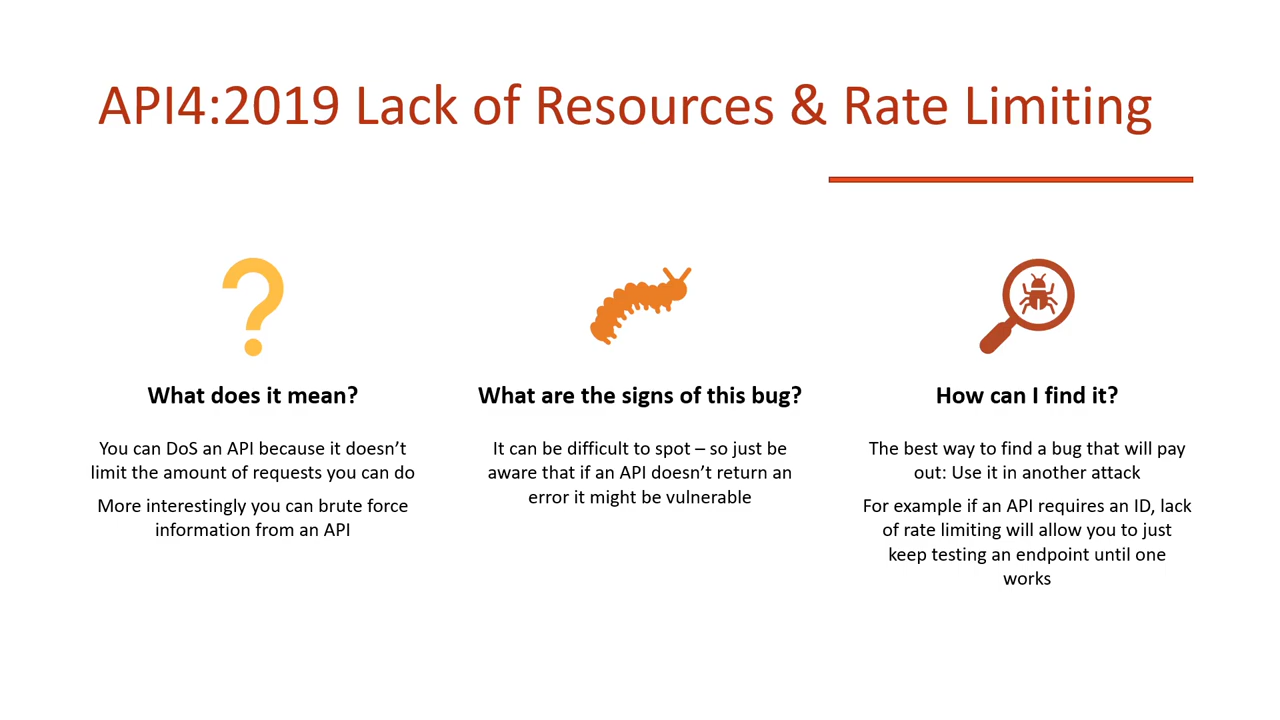 API4:2019 Lack of Resources & Rate Limiting
What does it mean?
You can DoS an API because it doesn’t
limit the amount of requests you can do
More interestingly you can brute force
information from an API
What are the signs of this bug?
It can be difficult to spot – so just be
aware that if an API doesn’t return an
error it might be vulnerable
How can I find it?
The best way to find a bug that will pay
out: Use it in another attack
For example if an API requires an ID, lack
of rate limiting will allow you to just
keep testing an endpoint until one
works